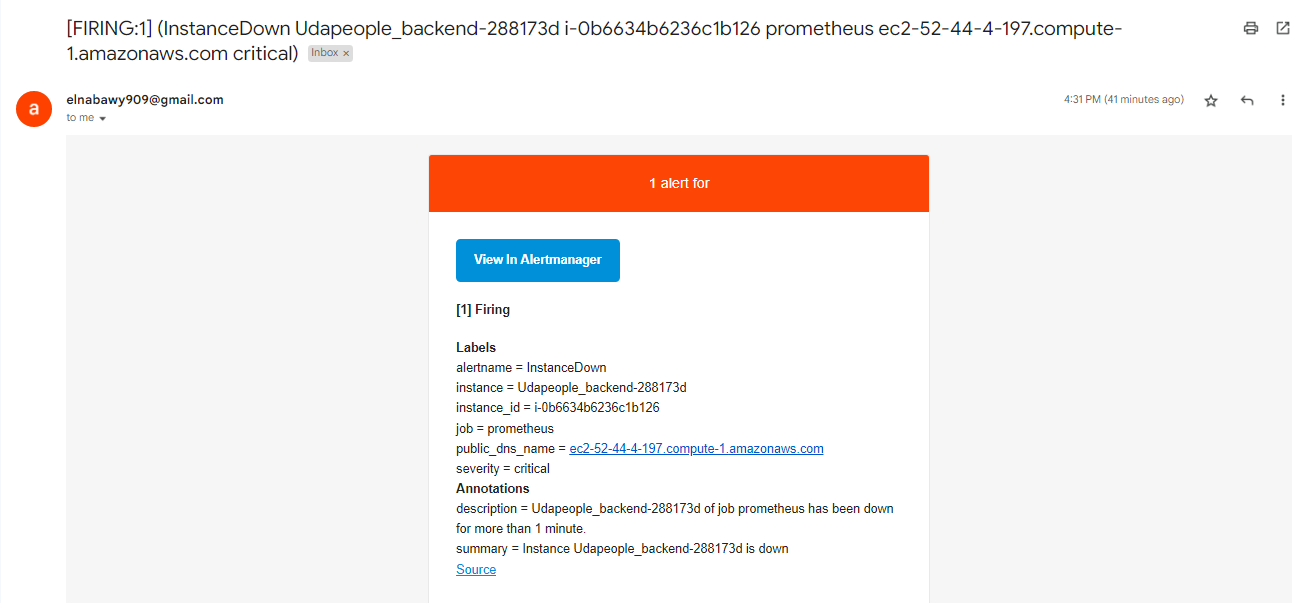 [FIRING:1] (InstanceDown Udapeople_backend-288173d i-0b6634b6236c1b126 prometheus ec2-52-44-4-197.compute-
1.amazonaws.com critical) Inbox ×
a
elnabawy909@gmail.com
4:31 PM (41 minutes ago)
to me
1 alert for
View In Alertmanager
[1] Firing
Labels
alertname = InstanceDown
instance = Udapeople_backend-288173d
instance_id = i-0b6634b6236c1b126
job = prometheus
public_dns_name = ec2-52-44-4-197.compute-1.amazonaws.com
severity = critical
Annotations
description = Udapeople_backend-288173d of job prometheus has been down
for more than 1 minute.
summary = Instance Udapeople_backend-288173d is down
Source